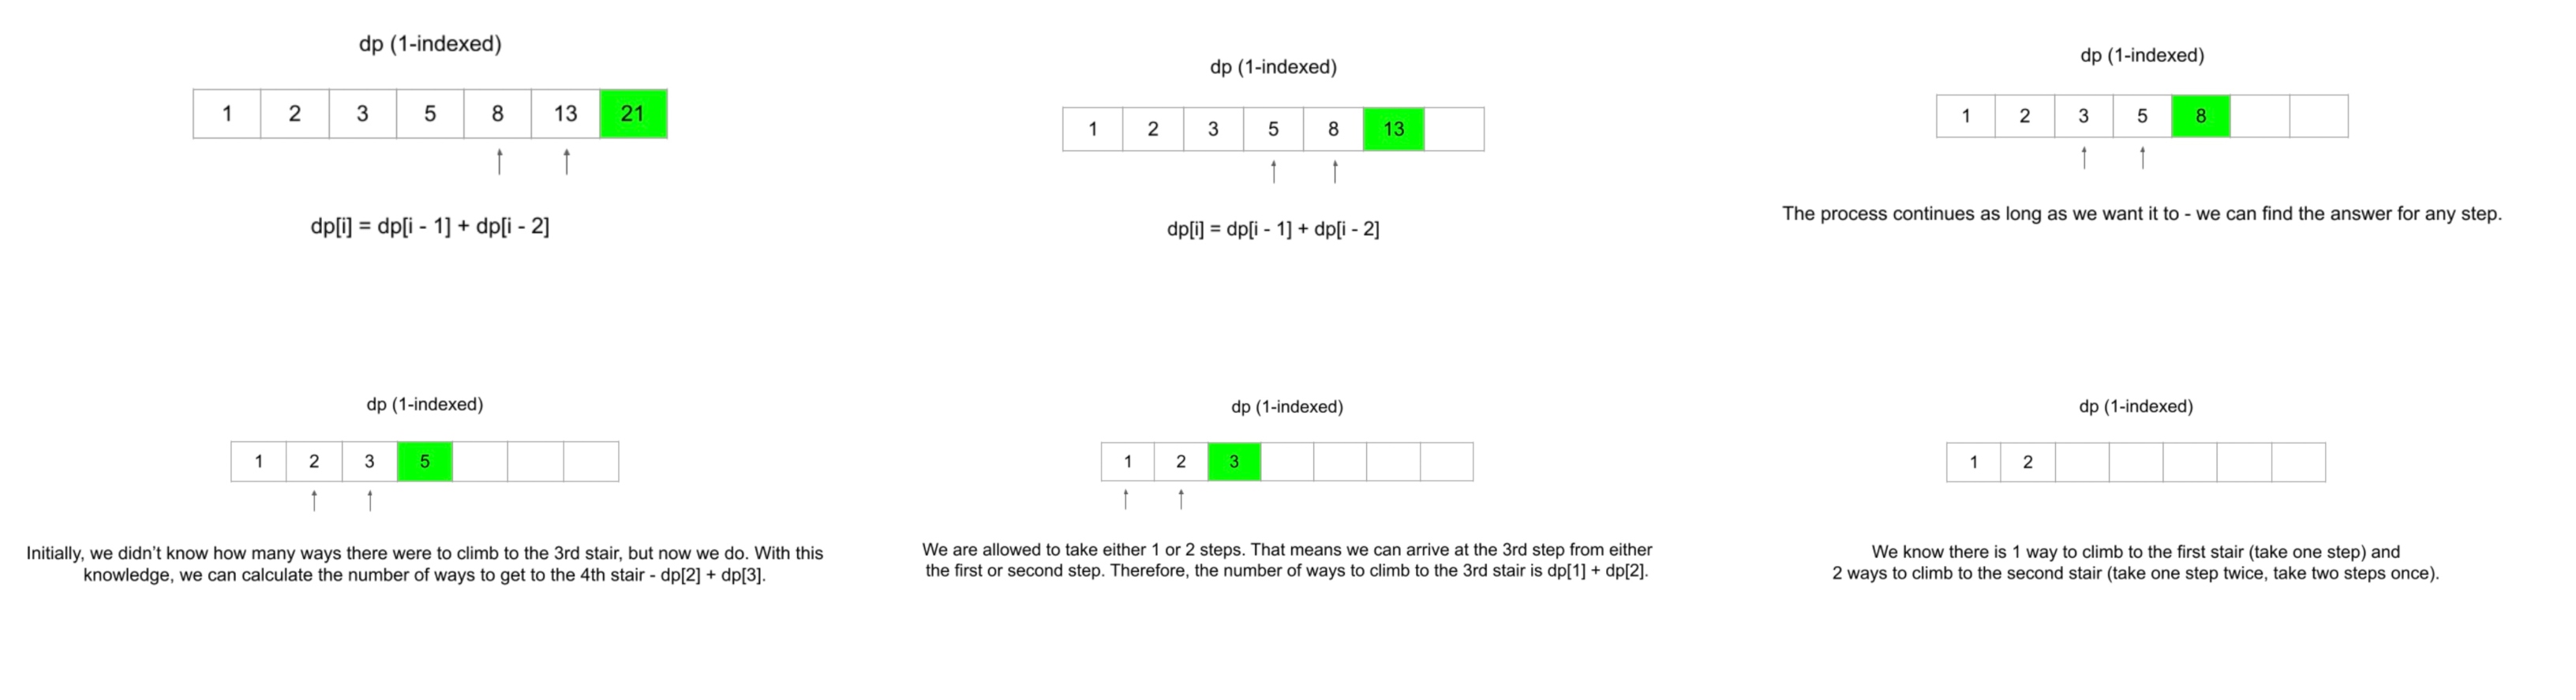 dp (1-indexed)
1 2 3 5 8 13 21
dp[i] = dp[i - 1] + dp[i - 2]
dp (1-indexed)
1 2 3 5 8 13
dp[i] = dp[i - 1] + dp[i - 2]
dp (1-indexed)
1 2 3 5 8
The process continues as long as we want it to - we can find the answer for any step.
dp (1-indexed)
1 2 3 5
Initially, we didn't know how many ways there were to climb to the 3rd stair, but now we do. With this
knowledge, we can calculate the number of ways to get to the 4th stair - dp[2] + dp[3].
dp (1-indexed)
1 2 3
We are allowed to take either 1 or 2 steps. That means we can arrive at the 3rd step from either
the first or second step. Therefore, the number of ways to climb to the 3rd stair is dp[1] + dp[2].
dp (1-indexed)
1 2
We know there is 1 way to climb to the first stair (take one step) and
2 ways to climb to the second stair (take one step twice, take two steps once).